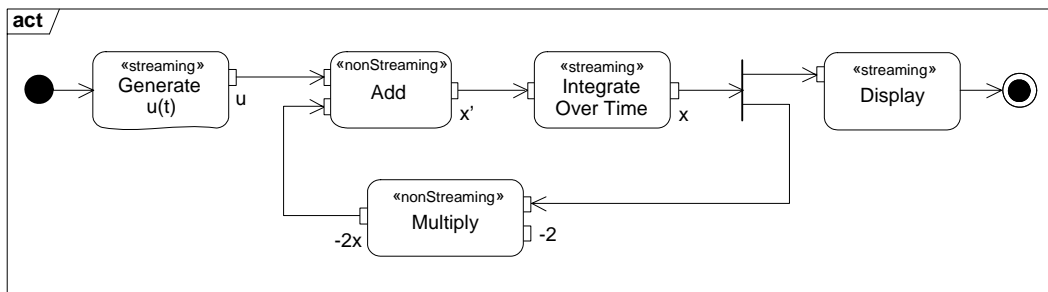 act
«streaming»
Generate
u(t)
u
«nonStreaming»
Add
x’
«streaming»
Integrate
Over Time
x
«streaming»
Display
«nonStreaming»
Multiply
-2x
-2